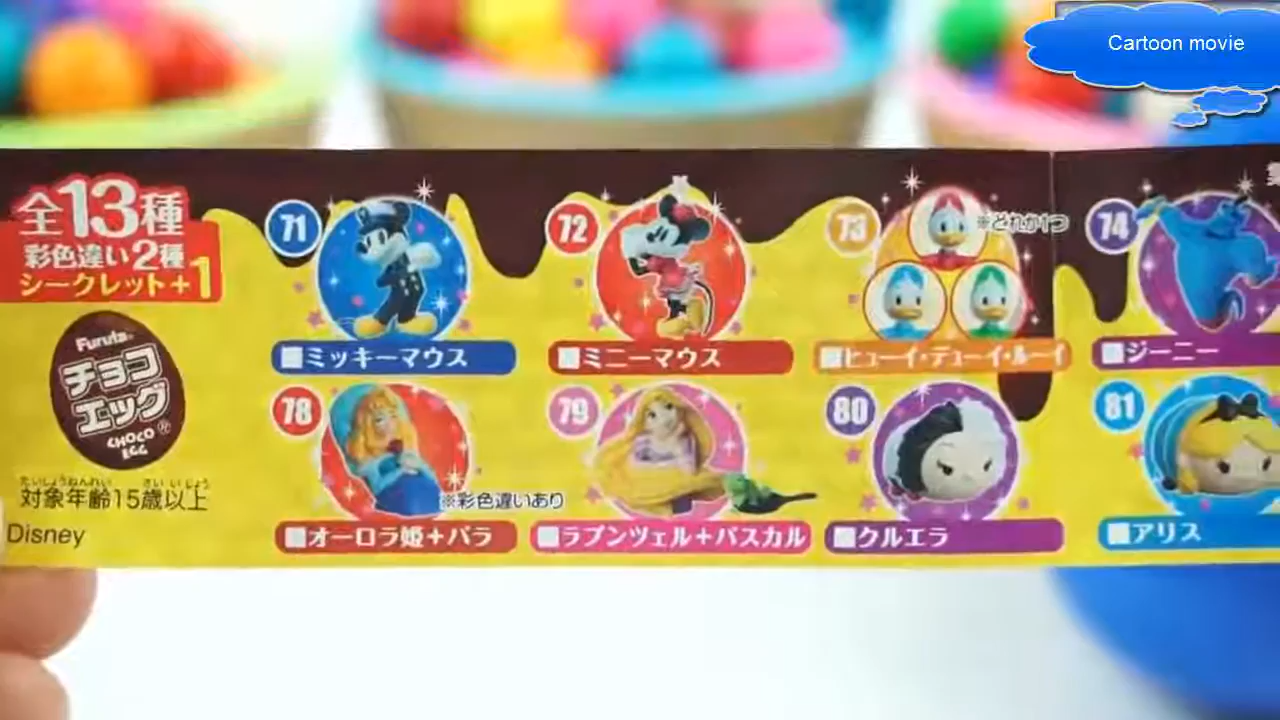 Cartoon movie
全13種
彩色違い2種
シークレット+1
Furuta
チョコ
エッグ®
CHOCO
EGG
たいしょうねんれい さい いじょう
対象年齢15歳以上
Disney
71
ミッキーマウス
72
ミニーマウス
73
※どれか1つ
ヒューイ・デューイ・ルーイ
74
ジーニー
78
※彩色違いあり
オーロラ姫+バラ
79
ラプンツェル+パスカル
80
クルエラ
81
アリス